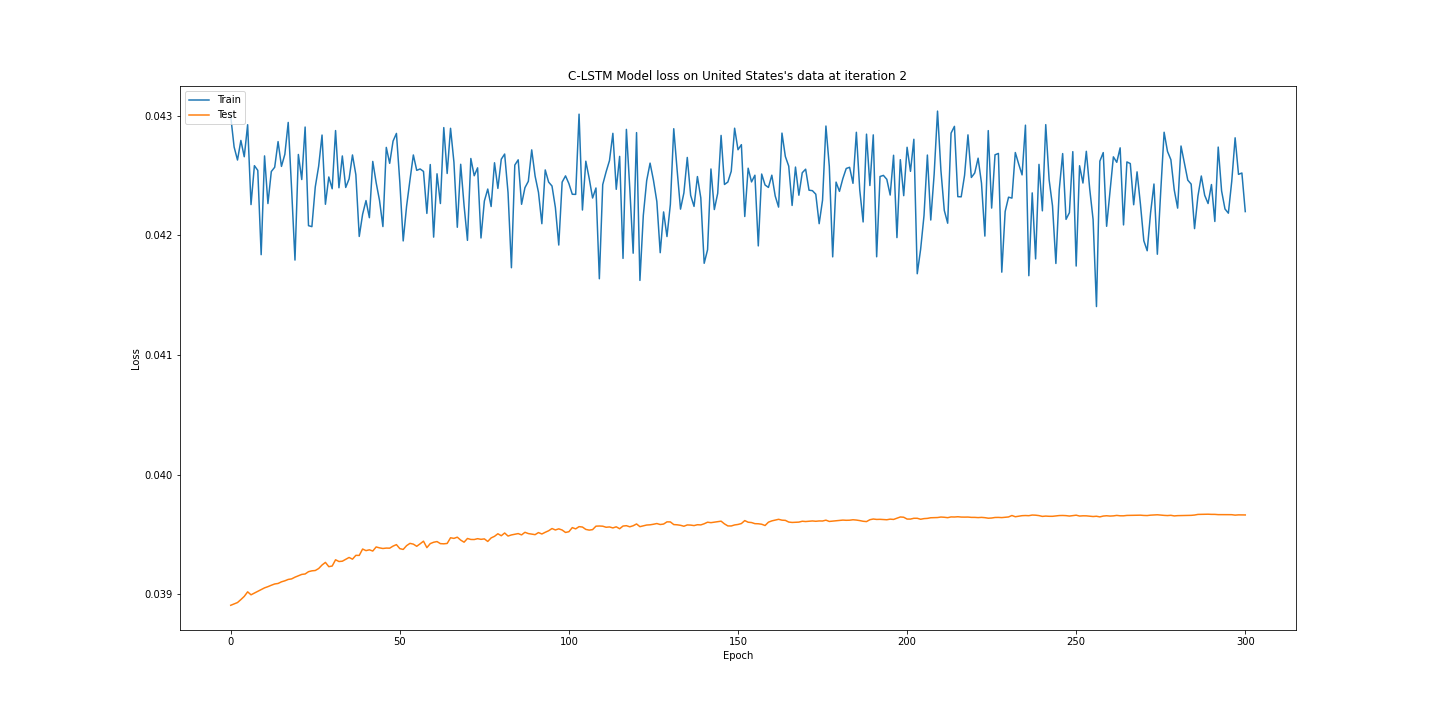 C-LSTM Model loss on United States's data at iteration 2
Train
Test
0.043
0.042
0.041
0.040
0.039
Loss
0 50 100 150 200 250 300
Epoch